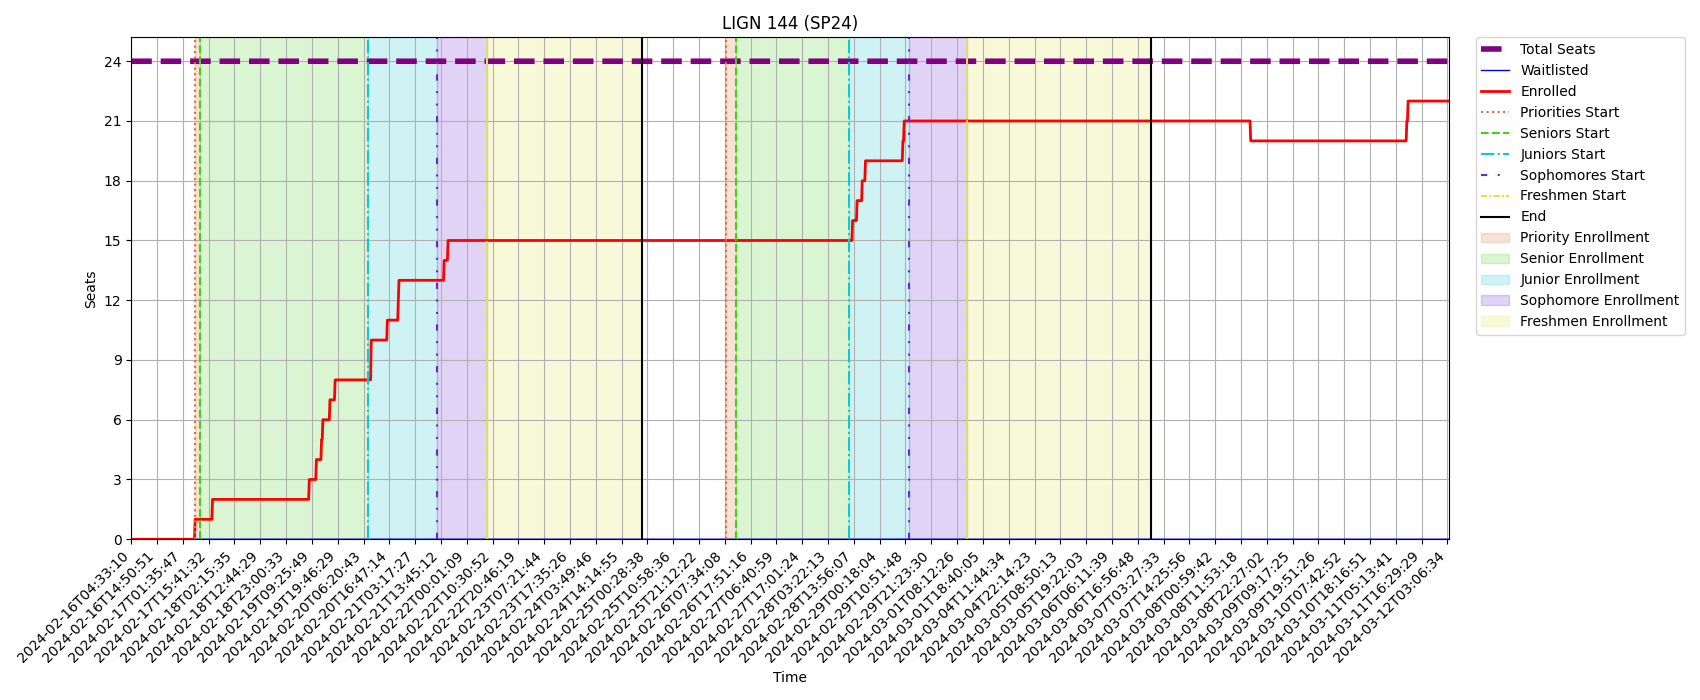 LIGN 144 (SP24)
Seats
24
21
18
15
12
9
6
3
0
2024-02-16T04:33:10
2024-02-16T14:50:51
2024-02-17T01:35:47
2024-02-17T15:41:32
2024-02-18T02:15:35
2024-02-18T12:44:29
2024-02-18T23:00:33
2024-02-19T09:25:49
2024-02-19T19:46:29
2024-02-20T06:20:43
2024-02-20T16:47:14
2024-02-21T03:17:27
2024-02-21T13:45:12
2024-02-22T00:01:09
2024-02-22T10:30:52
2024-02-22T20:46:19
2024-02-23T07:21:44
2024-02-23T17:35:26
2024-02-24T03:49:46
2024-02-24T14:14:55
2024-02-25T00:28:38
2024-02-25T10:58:36
2024-02-25T21:12:22
2024-02-26T07:34:08
2024-02-26T17:51:16
2024-02-27T06:40:59
2024-02-27T17:01:24
2024-02-28T03:22:13
2024-02-28T13:56:07
2024-02-29T00:18:04
2024-02-29T10:51:48
2024-02-29T21:23:30
2024-03-01T08:12:26
2024-03-01T18:40:05
2024-03-04T11:44:34
2024-03-04T22:14:23
2024-03-05T08:50:13
2024-03-05T19:22:03
2024-03-06T06:11:39
2024-03-06T16:56:48
2024-03-07T03:27:33
2024-03-07T14:25:56
2024-03-08T00:59:42
2024-03-08T11:53:18
2024-03-08T22:27:02
2024-03-09T09:17:25
2024-03-09T19:51:26
2024-03-10T07:42:52
2024-03-10T18:16:51
2024-03-11T05:13:41
2024-03-11T16:29:29
2024-03-12T03:06:34
Time
Total Seats
Waitlisted
Enrolled
Priorities Start
Seniors Start
Juniors Start
Sophomores Start
Freshmen Start
End
Priority Enrollment
Senior Enrollment
Junior Enrollment
Sophomore Enrollment
Freshmen Enrollment